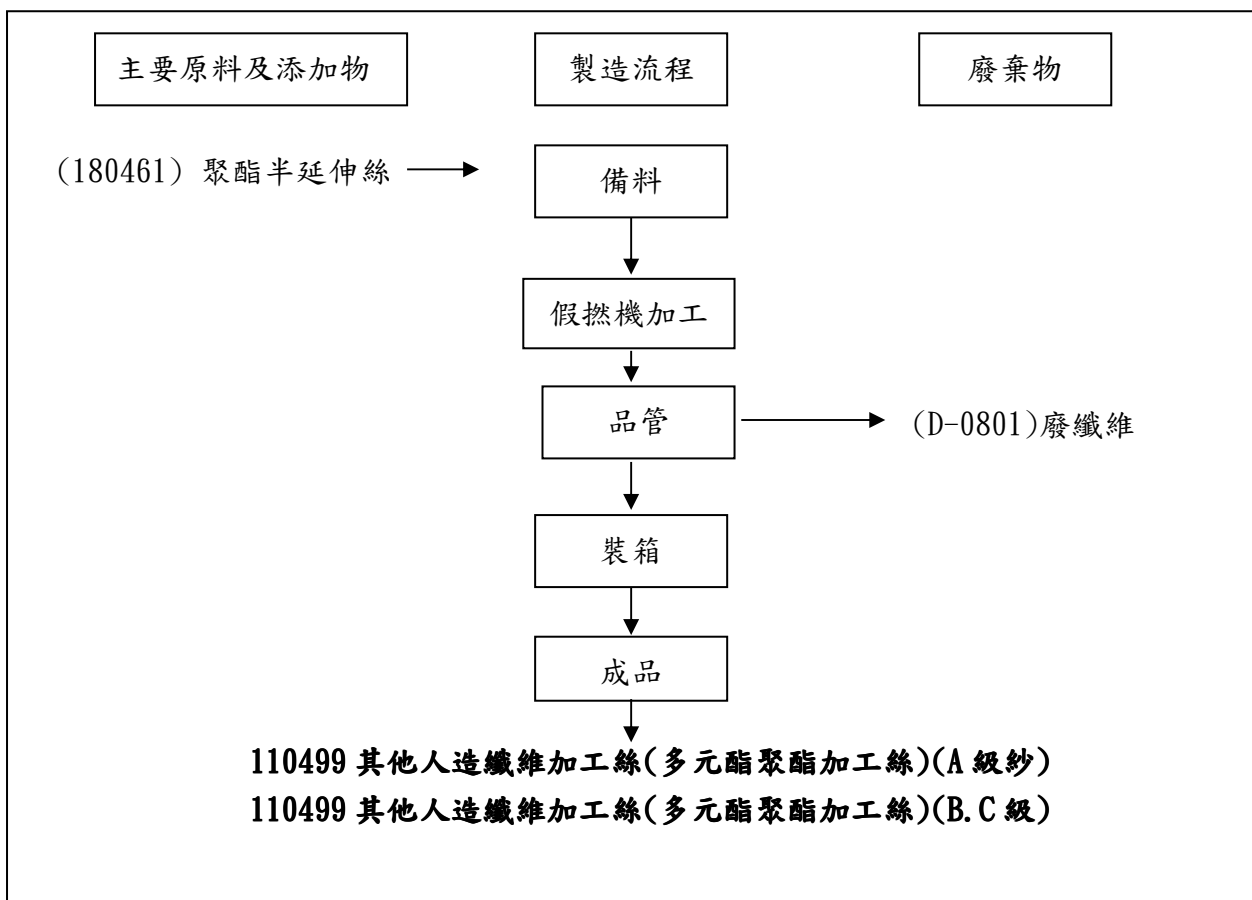 主要原料及添加物
製造流程
廢棄物
(180461) 聚酯半延伸絲
備料
假撚機加工
品管
(D-0801)廢纖維
裝箱
成品
110499 其他人造纖維加工絲(多元酯聚酯加工絲)(A 級紗)
110499 其他人造纖維加工絲(多元酯聚酯加工絲)(B.C 級)